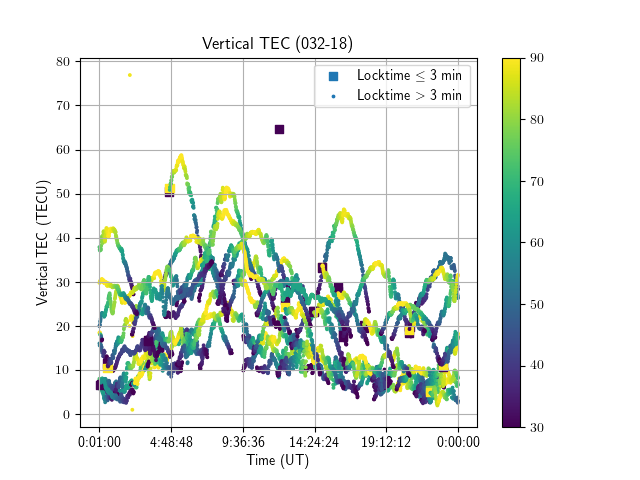 Vertical TEC (032-18)
Locktime ≤ 3 min
Locktime > 3 min
Vertical TEC (TECU)
80
70
60
50
40
30
20
10
0
0:01:00 4:48:48 9:36:36 14:24:24 19:12:12 0:00:00
Time (UT)
90
80
70
60
50
40
30